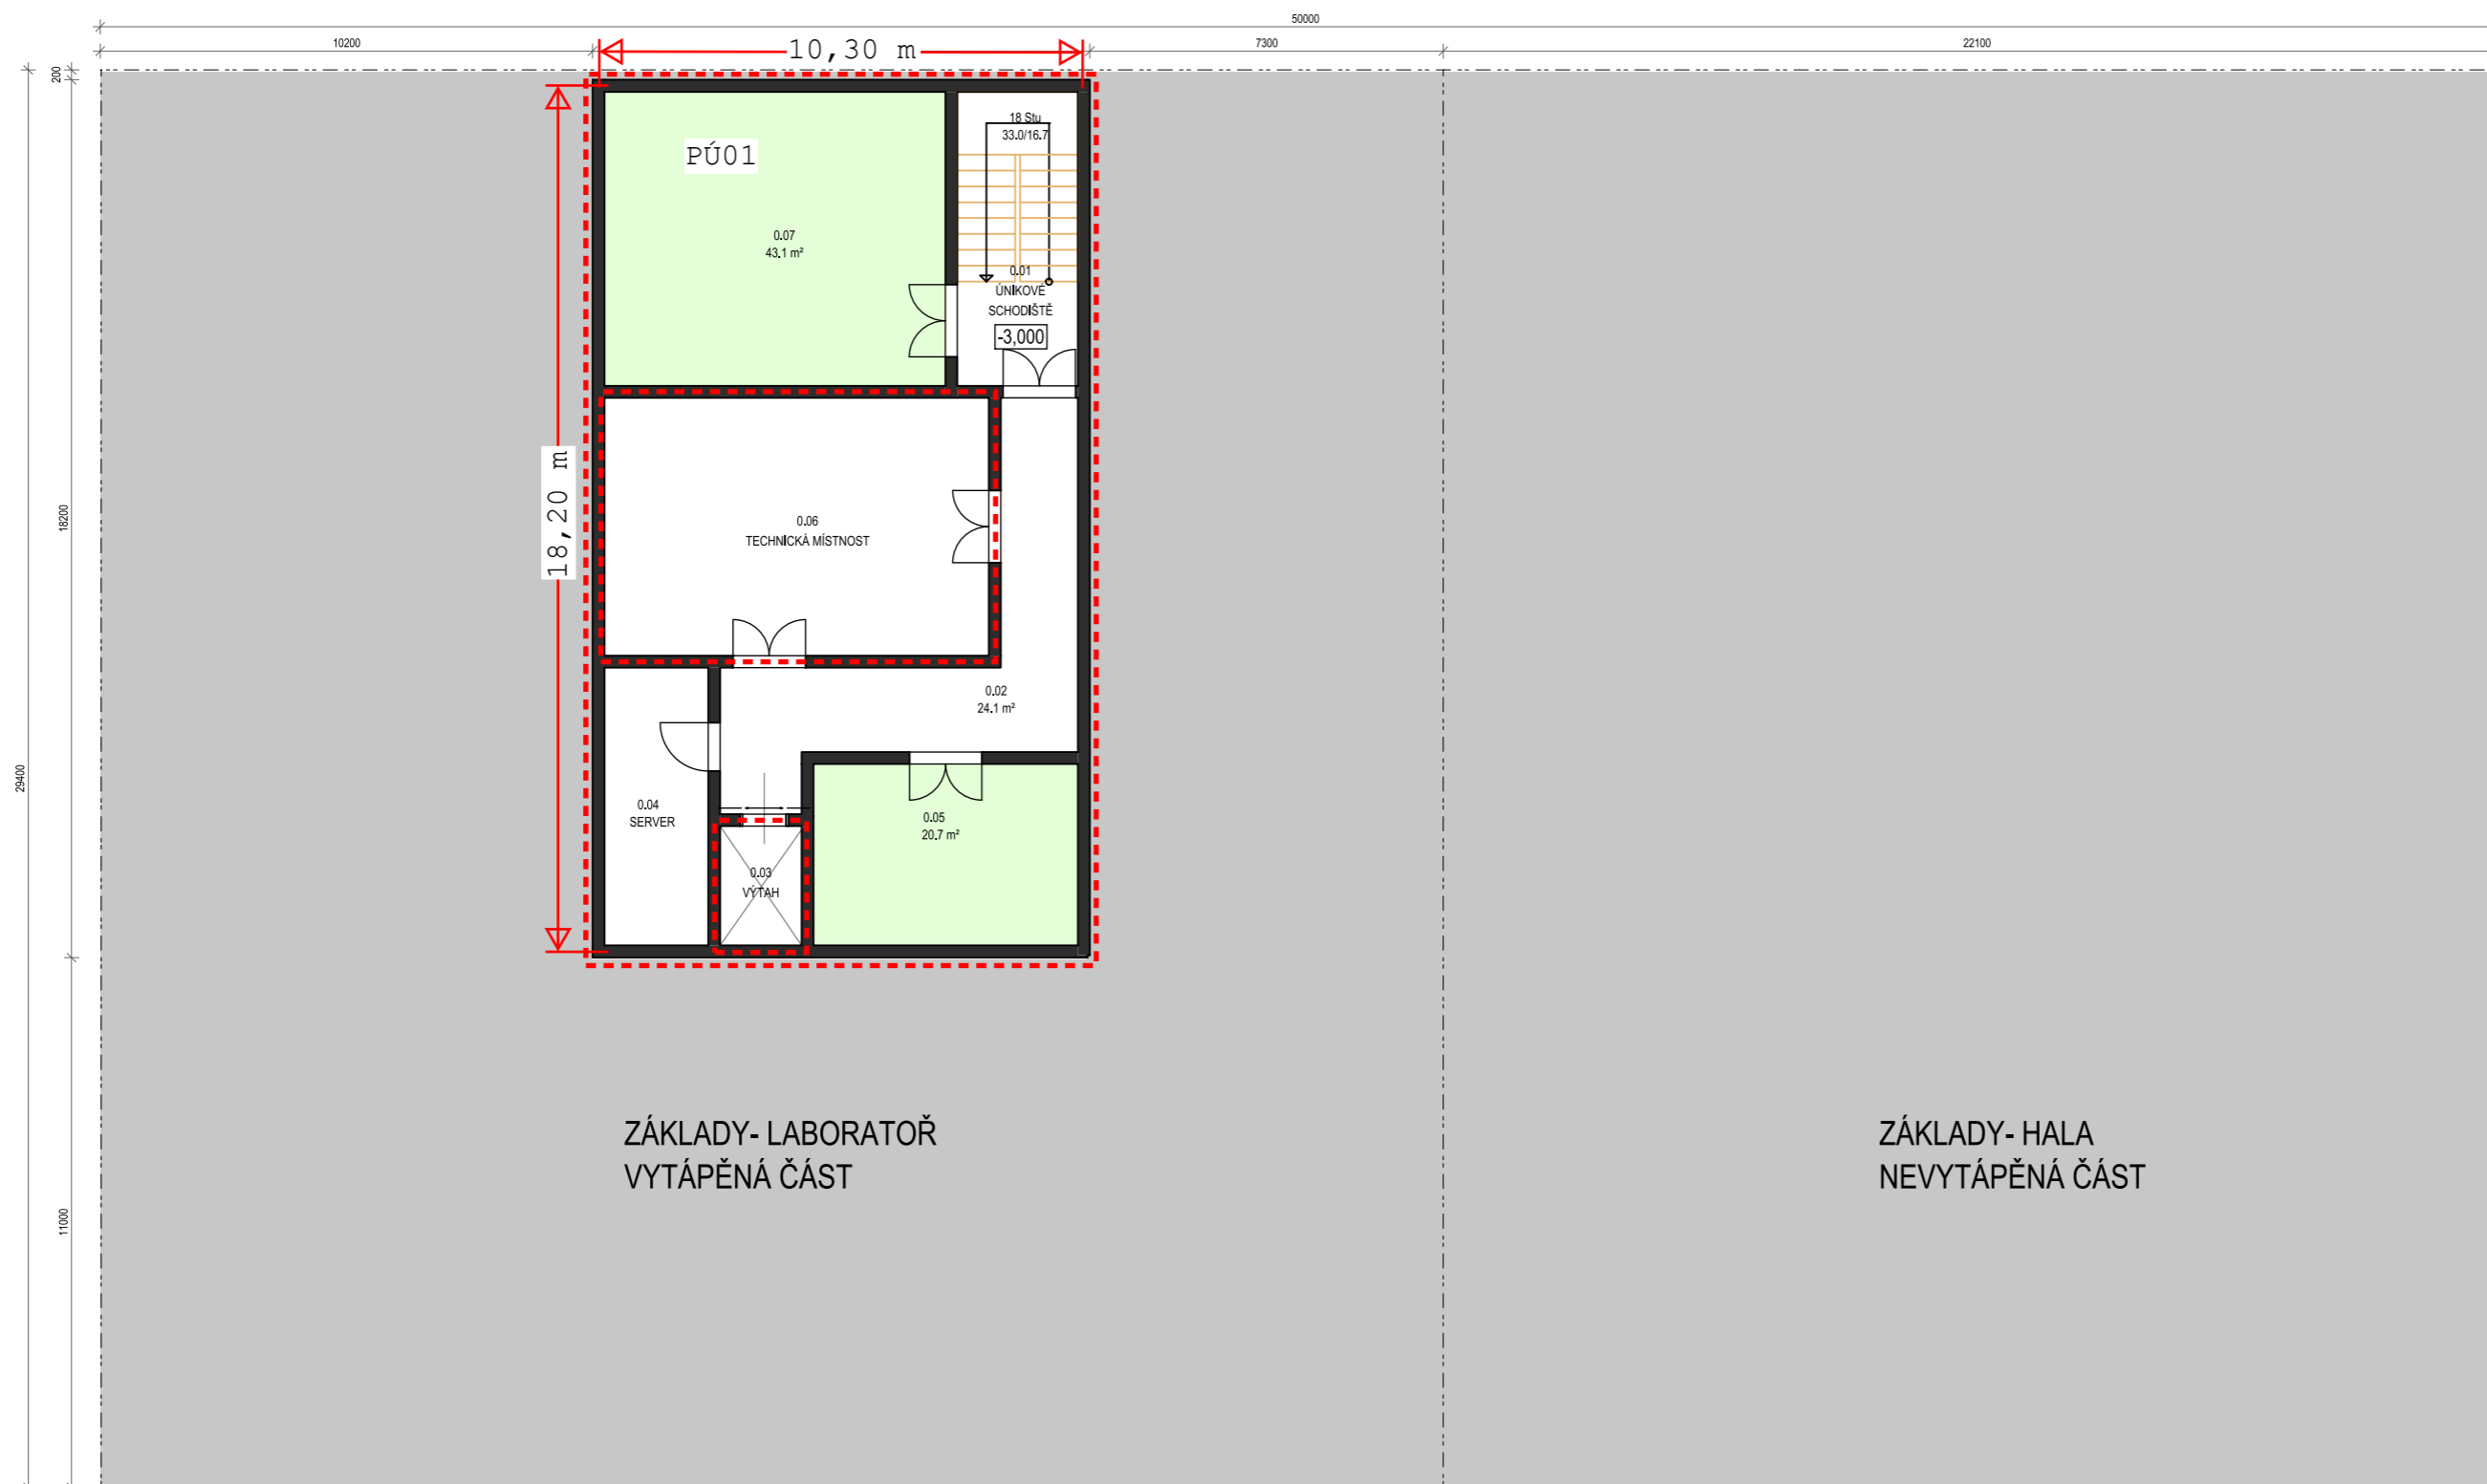 50000
10200
10,30 m
7300
22100
200
18 Stu
33.0/16.7
PÚ01
0.07
43.1 m²
0.01
ÚNIKOVÉ
SCHODIŠTĚ
-3,000
18,20 m
18200
0.06
TECHNICKÁ MÍSTNOST
0.02
24.1 m²
29400
0.04
SERVER
0.05
20.7 m²
0.03
VÝTAH
ZÁKLADY- LABORATOŘ
VYTÁPĚNÁ ČÁST
ZÁKLADY- HALA
NEVYTÁPĚNÁ ČÁST
11000